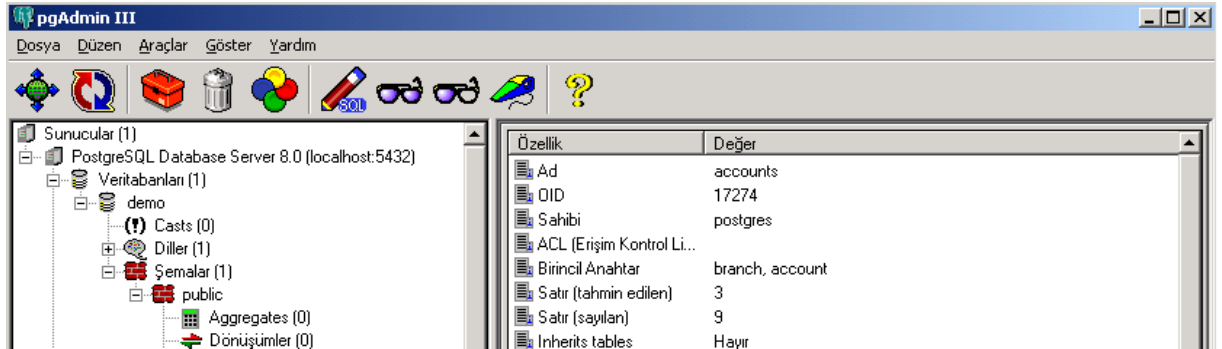 pgAdmin III
Dosya Düzen Araçlar Göster Yardım
SQL
Sunucular (1)
PostgreSQL Database Server 8.0 (localhost:5432)
Veritabanları (1)
demo
Casts (0)
Diller (1)
Şemalar (1)
public
Aggregates (0)
Dönüşümler (0)
Özellik Değer
Ad accounts
OID 17274
Sahibi postgres
ACL (Erişim Kontrol Li...
Birincil Anahtar branch, account
Satır (tahmin edilen) 3
Satır (sayılan) 9
Inherits tables Hayır